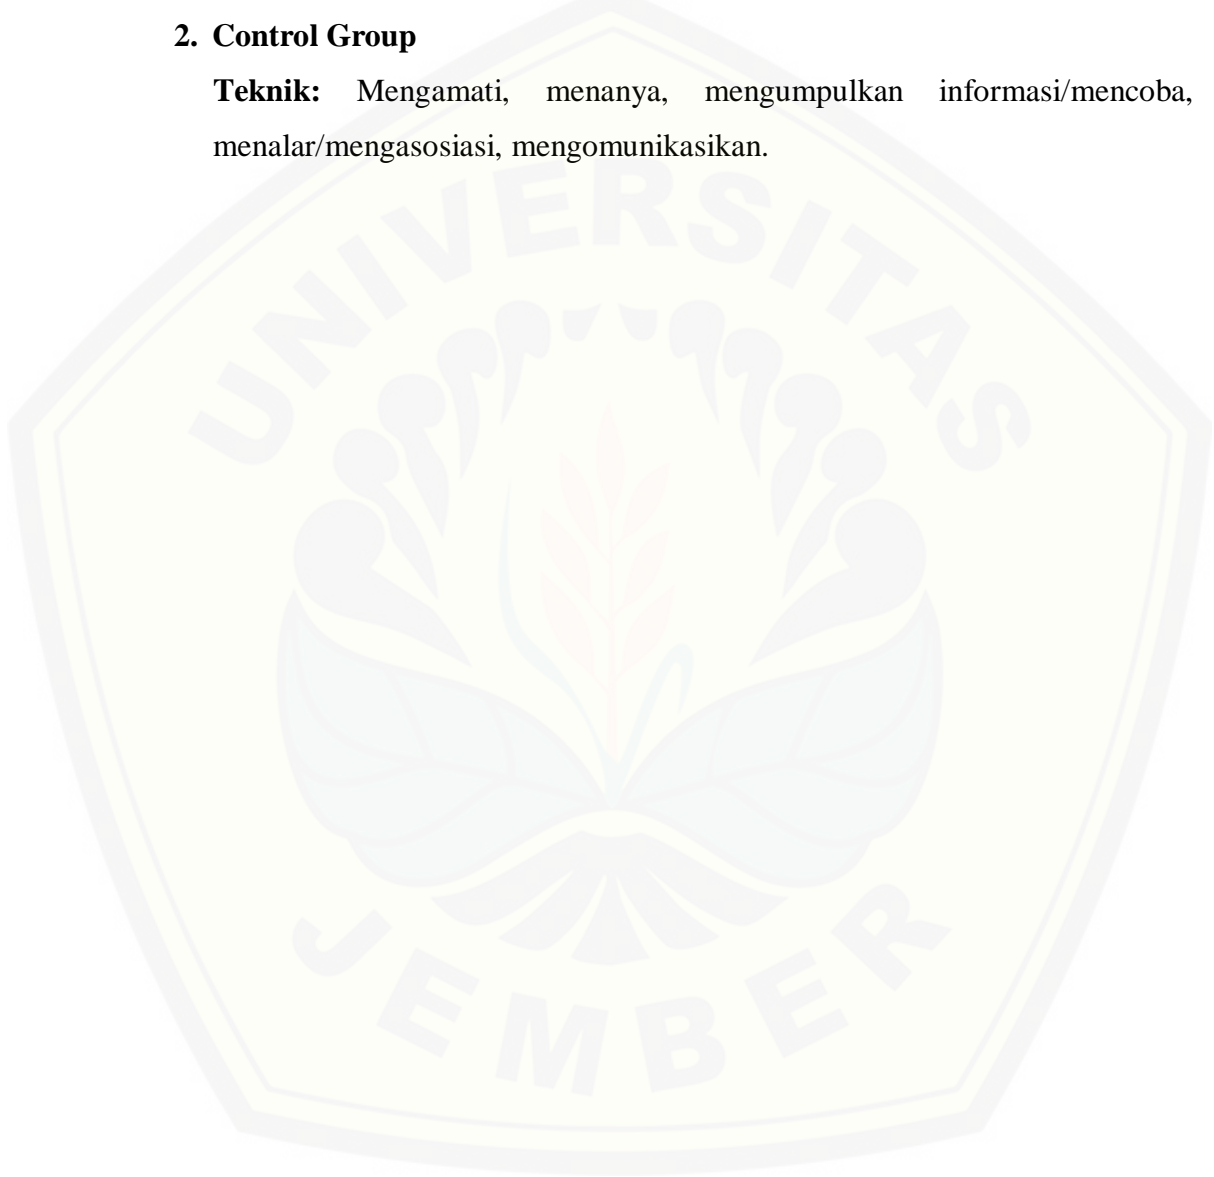 2. Control Group
Teknik: Mengamati, menanya, mengumpulkan informasi/mencoba,
menalar/mengasosiasi, mengomunikasikan.
UNIVERSITAS
JEMBER